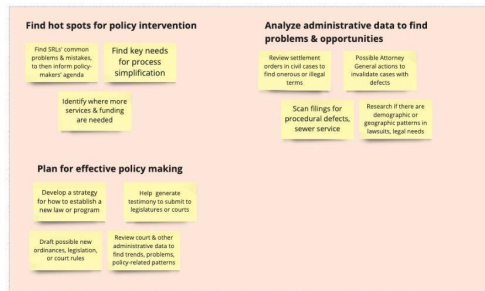 Find hot spots for policy intervention
Find SRLs' common
problems & mistakes,
to then inform policy-
makers' agenda
Find key needs
for process
simplification
Identify where more
services & funding
are needed
Analyze administrative data to find
problems & opportunities
Review settlement
orders in civil cases to
find onerous or illegal
terms
Possible Attorney
General actions to
invalidate cases with
defects
Scan filings for
procedural defects,
sewer service
Research if there are
demographic or
geographic patterns in
lawsuits, legal needs
Plan for effective policy making
Develop a strategy
for how to establish a
new law or program
Help generate
testimony to submit to
legislatures or courts
Draft possible new
ordinances, legislation,
or court rules
Review court & other
administrative data to
find trends, problems,
policy-related patterns